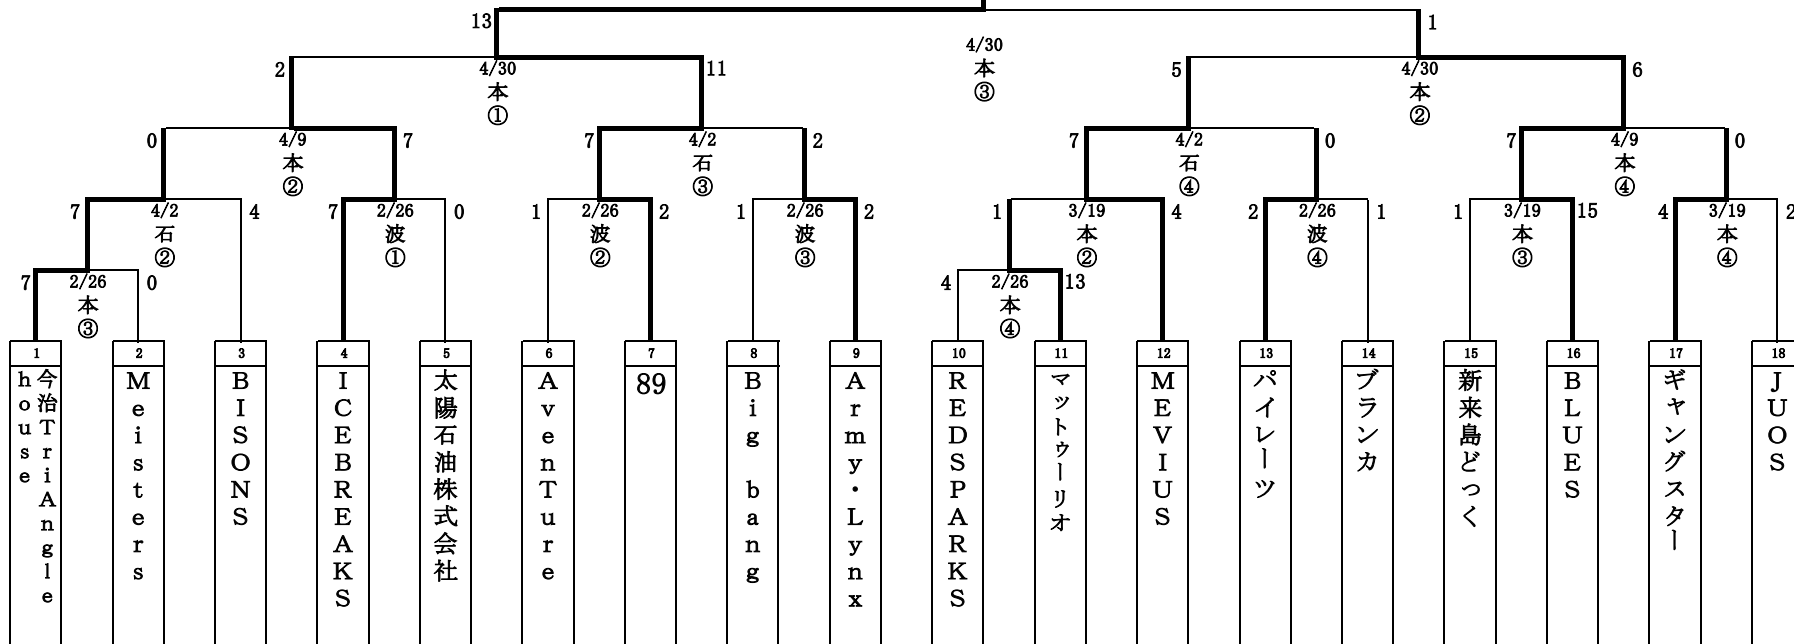 13
1
4/30
本
③
2
4/30
本
①
11
5
4/30
本
②
6
0
4/9
本
②
7
7
4/2
石
③
2
7
4/2
石
④
0
7
4/9
本
④
0
7
4/2
石
②
4
7
2/26
波
①
0
1
2/26
波
②
2
1
2/26
波
③
2
1
3/19
本
②
4
2
2/26
波
④
1
1
3/19
本
③
15
4
3/19
本
④
2
7
2/26
本
③
0
4
2/26
本
④
13
1
今治TriAngle
house
2
Meisters
3
BISONS
4
ICEBREAKS
5
太陽石油株式会社
6
AvenTure
7
89
8
Big bang
9
Army・Lynx
10
REDSPARKS
11
マットゥーリオ
12
MEVIUS
13
パイレーツ
14
ブランカ
15
新来島どっく
16
BLUES
17
ギャングスター
18
JUOS